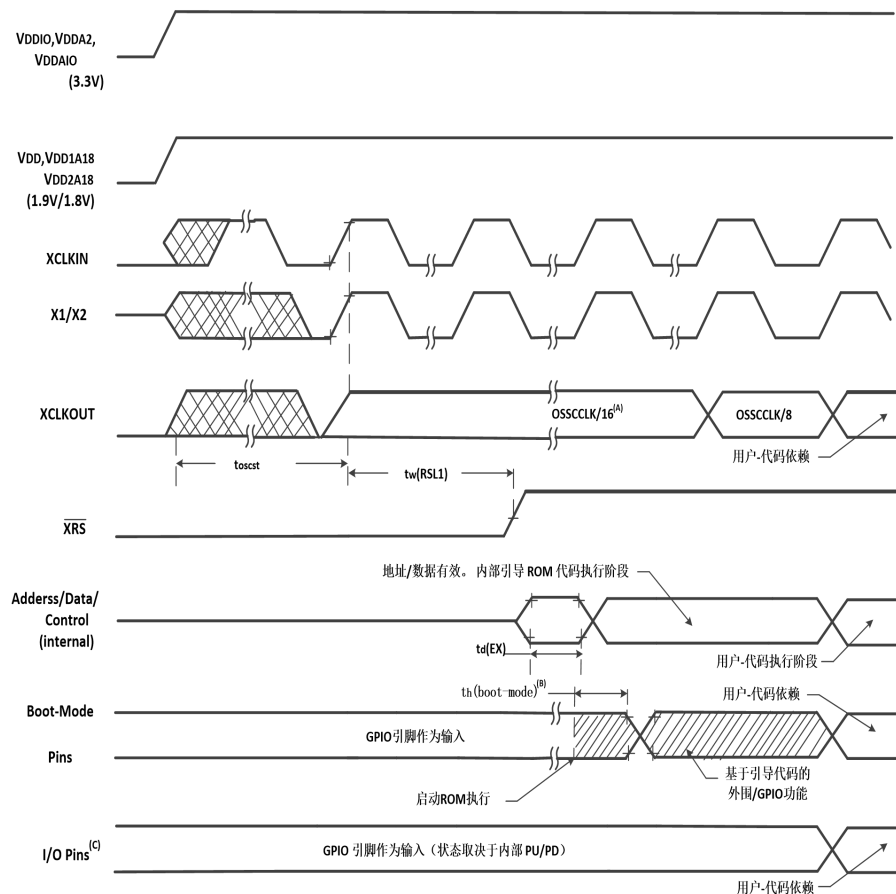 VDDIO,VDDA2,
VDDAIO
(3.3V)
VDD,VDD1A18
VDD2A18
(1.9V/1.8V)
XCLKIN
X1/X2
XCLKOUT
OSSCCLK/16(A)
OSSCCLK/8
用户-代码依赖
toscst
tw(RSL1)
XRS
地址/数据有效。 内部引导 ROM 代码执行阶段
Adderss/Data/
Control
(internal)
td(EX)
用户-代码执行阶段
th(boot-mode)(B)
用户-代码依赖
Boot-Mode
GPIO引脚作为输入
Pins
基于引导代码的
外围/GPIO功能
启动ROM执行
I/O Pins(C)
GPIO 引脚作为输入（状态取决于内部 PU/PD）
用户-代码依赖